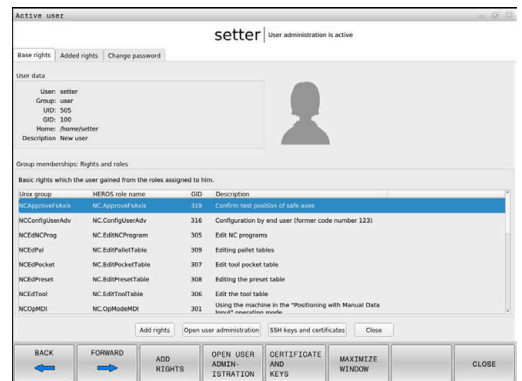 Active user
setter User administration is active
Base rights Added rights Change password
User data
User: setter
Group: user
UID: 505
GID: 100
Home: /home/setter
Description New user
Group memberships: Rights and roles
Basic rights which the user gained from the roles assigned to him.
Unix group HEROS role name GID Description
NCApproveFsAxis NC.ApproveFsAxis 319 Confirm test position of safe axes
NCConfigUserAdv NC.ConfigUserAdv 316 Configuration by end user (former code number 123)
NCEdNCProg NC.EditNCProgram 305 Edit NC programs
NCEdPal NC.EditPalletTable 309 Editing pallet tables
NCEdPocket NC.EditPocketTable 307 Edit tool pocket table
NCEdPreset NC.EditPresetTable 308 Editing the preset table
NCEdTool NC.EditToolTable 306 Edit the tool table
NCOpMDI NC.OpModeMDI 301 Using the machine in the "Positioning with Manual Data
Input" operating mode
Add rights Open user administration SSH keys and certificates Close
BACK FORWARD ADD RIGHTS OPEN USER ADMIN- ISTRATION CERTIFICATE AND KEYS MAXIMIZE WINDOW CLOSE